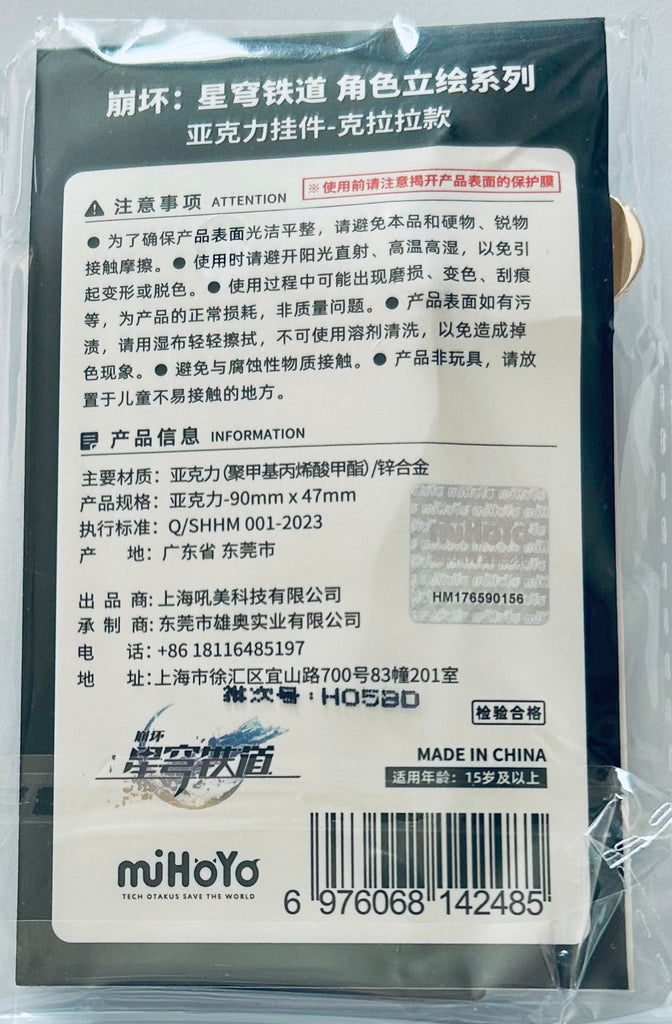 崩坏：星穹铁道 角色立绘系列
亚克力挂件-克拉拉款
注意事项 ATTENTION
※使用前请注意揭开产品表面的保护膜
● 为了确保产品表面光洁平整，请避免本品和硬物、锐物
接触摩擦。● 使用时请避开阳光直射、高温高湿，以免引
起变形或脱色。● 使用过程中可能出现磨损、变色、刮痕
等，为产品的正常损耗，非质量问题。● 产品表面如有污
渍，请用湿布轻轻擦拭，不可使用溶剂清洗，以免造成掉
色现象。● 避免与腐蚀性物质接触。● 产品非玩具，请放
置于儿童不易接触的地方。
产品信息 INFORMATION
主要材质：亚克力（聚甲基丙烯酸甲酯）/锌合金
产品规格：亚克力-90mm x 47mm
执行标准：Q/SHHM 001-2023
产 地：广东省 东莞市
miHoYo
HM176590156
出 品 商：上海吼美科技有限公司
承 制 商：东莞市雄奥实业有限公司
电 话：+86 18116485197
地 址：上海市徐汇区宜山路700号83幢201室
批次号：H05BD
检验合格
崩坏
星穹铁道
MADE IN CHINA
适用年龄：15岁及以上
miHoYo
TECH OTAKUS SAVE THE WORLD
6 976068 142485